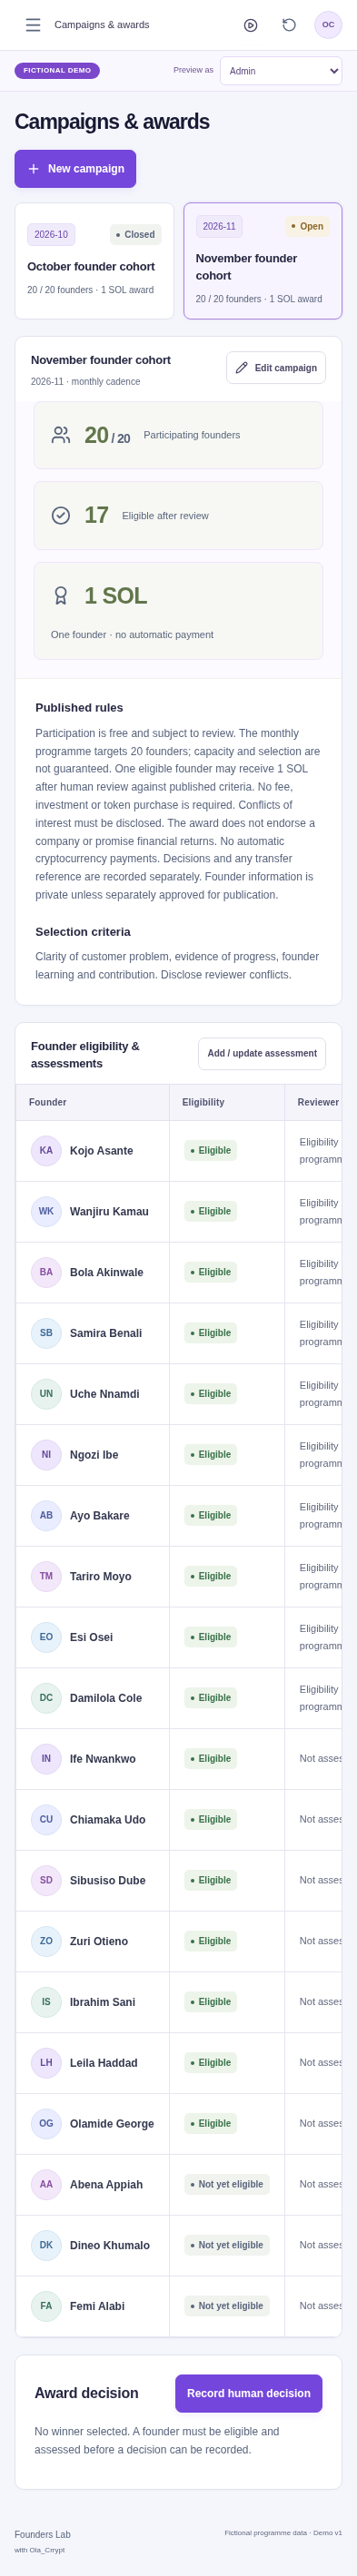 Campaigns & awards
OC
FICTIONAL DEMO
Preview as
Admin
Campaigns & awards
+ New campaign
2026-10
Closed
October founder cohort
20 / 20 founders · 1 SOL award
2026-11
Open
November founder
cohort
20 / 20 founders · 1 SOL award
November founder cohort
2026-11 · monthly cadence
Edit campaign
20 / 20 Participating founders
17 Eligible after review
1 SOL
One founder · no automatic payment
Published rules
Participation is free and subject to review. The monthly
programme targets 20 founders; capacity and selection are
not guaranteed. One eligible founder may receive 1 SOL
after human review against published criteria. No fee,
investment or token purchase is required. Conflicts of
interest must be disclosed. The award does not endorse a
company or promise financial returns. No automatic
cryptocurrency payments. Decisions and any transfer
reference are recorded separately. Founder information is
private unless separately approved for publication.
Selection criteria
Clarity of customer problem, evidence of progress, founder
learning and contribution. Disclose reviewer conflicts.
Founder eligibility &
assessments
Add / update assessment
Founder Eligibility Reviewer
KA Kojo Asante Eligible Eligibility
programm
WK Wanjiru Kamau Eligible Eligibility
programm
BA Bola Akinwale Eligible Eligibility
programm
SB Samira Benali Eligible Eligibility
programm
UN Uche Nnamdi Eligible Eligibility
programm
NI Ngozi Ibe Eligible Eligibility
programm
AB Ayo Bakare Eligible Eligibility
programm
TM Tariro Moyo Eligible Eligibility
programm
EO Esi Osei Eligible Eligibility
programm
DC Damilola Cole Eligible Eligibility
programm
IN Ife Nwankwo Eligible Not asses
CU Chiamaka Udo Eligible Not asses
SD Sibusiso Dube Eligible Not asses
ZO Zuri Otieno Eligible Not asses
IS Ibrahim Sani Eligible Not asses
LH Leila Haddad Eligible Not asses
OG Olamide George Eligible Not asses
AA Abena Appiah Not yet eligible Not asses
DK Dineo Khumalo Not yet eligible Not asses
FA Femi Alabi Not yet eligible Not asses
Award decision
Record human decision
No winner selected. A founder must be eligible and
assessed before a decision can be recorded.
Founders Lab
with Ola_Crrypt
Fictional programme data · Demo v1